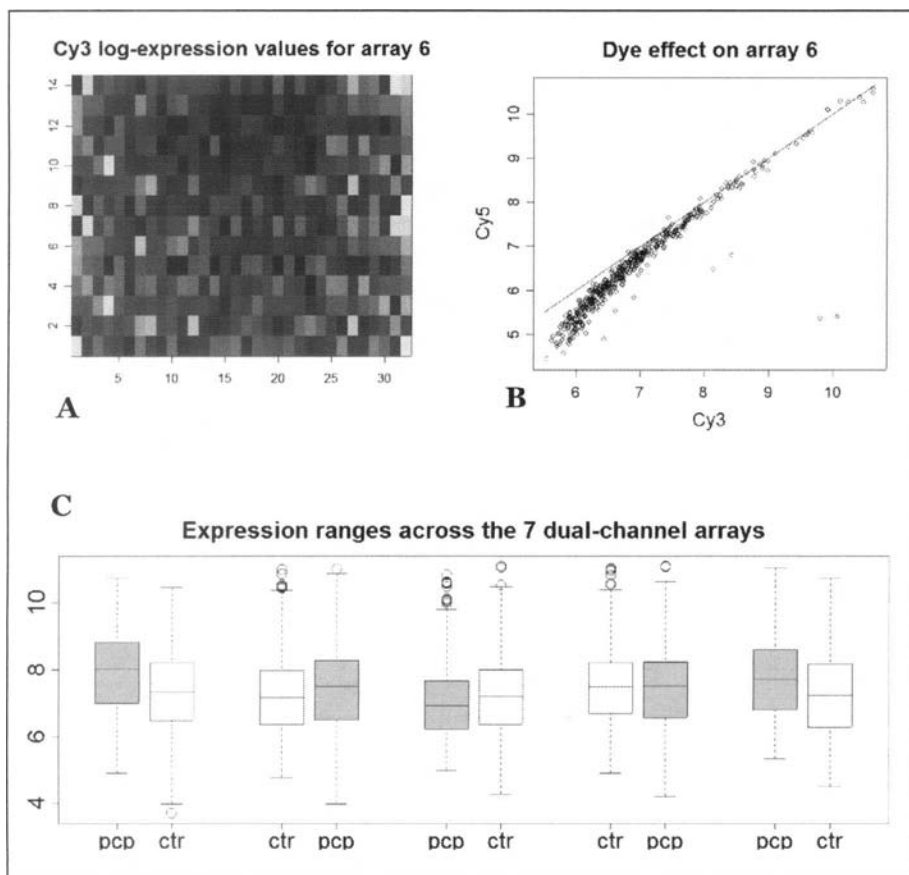 Cy3 log-expression values for array 6
14
12
10
8
6
4
2
5 10 15 20 25 30
A
Dye effect on array 6
10
9
8
7
6
5
Cy5
6 7 8 9 10
Cy3
B
C
Expression ranges across the 7 dual-channel arrays
10
8
6
4
pcp ctr ctr pcp pcp ctr ctr pcp pcp ctr